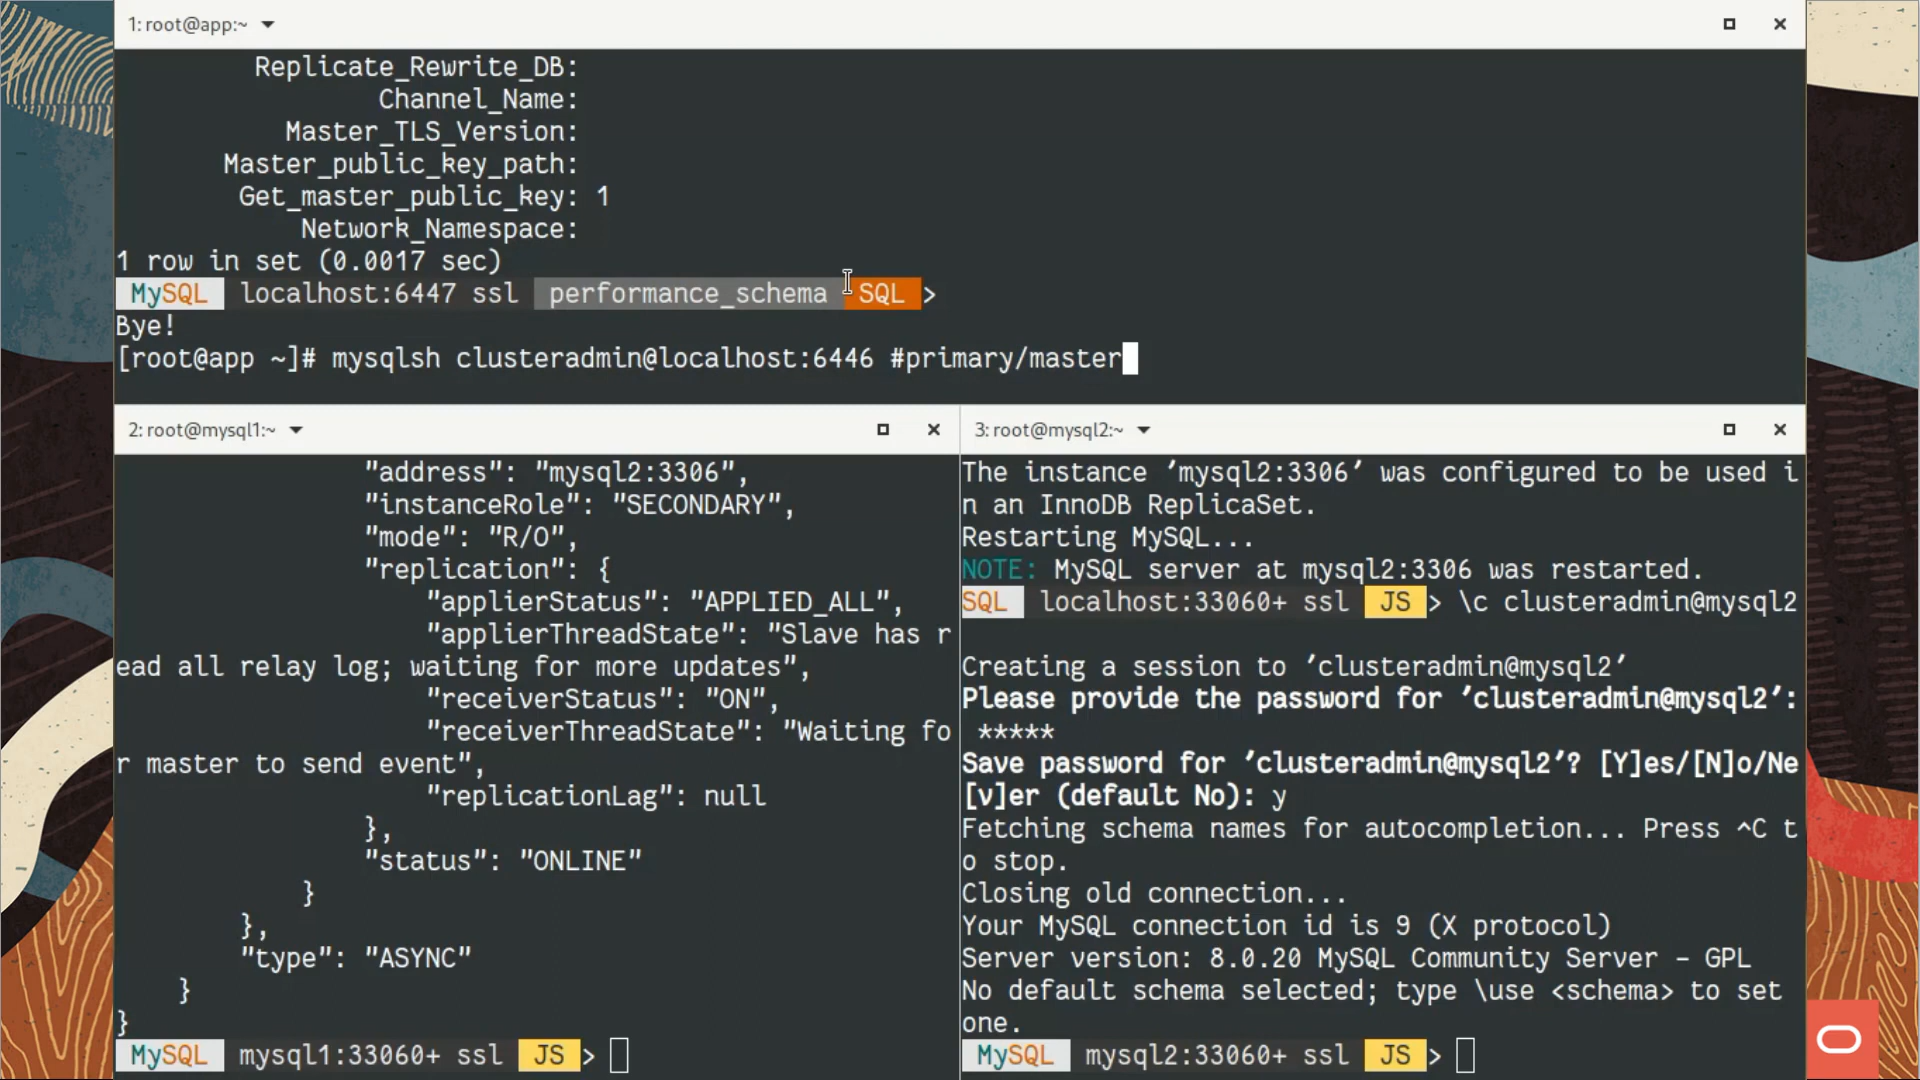 1: root@app:~
Replicate_Rewrite_DB:
Channel_Name:
Master_TLS_Version:
Master_public_key_path:
Get_master_public_key: 1
Network_Namespace:
1 row in set (0.0017 sec)
MySQL localhost:6447 ssl performance_schema SQL >
Bye!
[root@app ~]# mysqlsh clusteradmin@localhost:6446 #primary/master
2: root@mysql1:~
"address": "mysql2:3306",
"instanceRole": "SECONDARY",
"mode": "R/O",
"replication": {
"applierStatus": "APPLIED_ALL",
"applierThreadState": "Slave has r
ead all relay log; waiting for more updates",
"receiverStatus": "ON",
"receiverThreadState": "Waiting fo
r master to send event",
"replicationLag": null
},
"status": "ONLINE"
}
},
"type": "ASYNC"
}
}
MySQL mysql1:33060+ ssl JS >
3: root@mysql2:~
The instance 'mysql2:3306' was configured to be used i
n an InnoDB ReplicaSet.
Restarting MySQL...
NOTE: MySQL server at mysql2:3306 was restarted.
SQL localhost:33060+ ssl JS > \c clusteradmin@mysql2
Creating a session to 'clusteradmin@mysql2'
Please provide the password for 'clusteradmin@mysql2':
*****
Save password for 'clusteradmin@mysql2'? [Y]es/[N]o/Ne
[v]er (default No): y
Fetching schema names for autocompletion... Press ^C t
o stop.
Closing old connection...
Your MySQL connection id is 9 (X protocol)
Server version: 8.0.20 MySQL Community Server - GPL
No default schema selected; type \use <schema> to set
one.
MySQL mysql2:33060+ ssl JS >